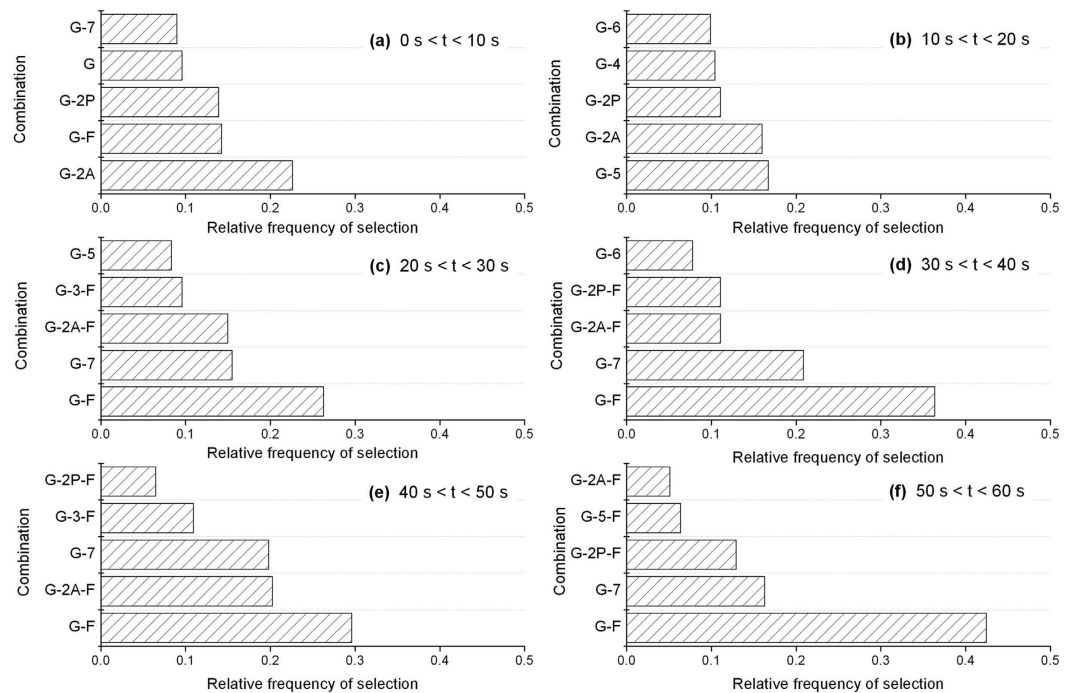 (a) 0 s < t < 10 s
Combination
G-7
G
G-2P
G-F
G-2A
0.0 0.1 0.2 0.3 0.4 0.5
Relative frequency of selection
(b) 10 s < t < 20 s
Combination
G-6
G-4
G-2P
G-2A
G-5
0.0 0.1 0.2 0.3 0.4 0.5
Relative frequency of selection
(c) 20 s < t < 30 s
Combination
G-5
G-3-F
G-2A-F
G-7
G-F
0.0 0.1 0.2 0.3 0.4 0.5
Relative frequency of selection
(d) 30 s < t < 40 s
Combination
G-6
G-2P-F
G-2A-F
G-7
G-F
0.0 0.1 0.2 0.3 0.4 0.5
Relative frequency of selection
(e) 40 s < t < 50 s
Combination
G-2P-F
G-3-F
G-7
G-2A-F
G-F
0.0 0.1 0.2 0.3 0.4 0.5
Relative frequency of selection
(f) 50 s < t < 60 s
Combination
G-2A-F
G-5-F
G-2P-F
G-7
G-F
0.0 0.1 0.2 0.3 0.4 0.5
Relative frequency of selection